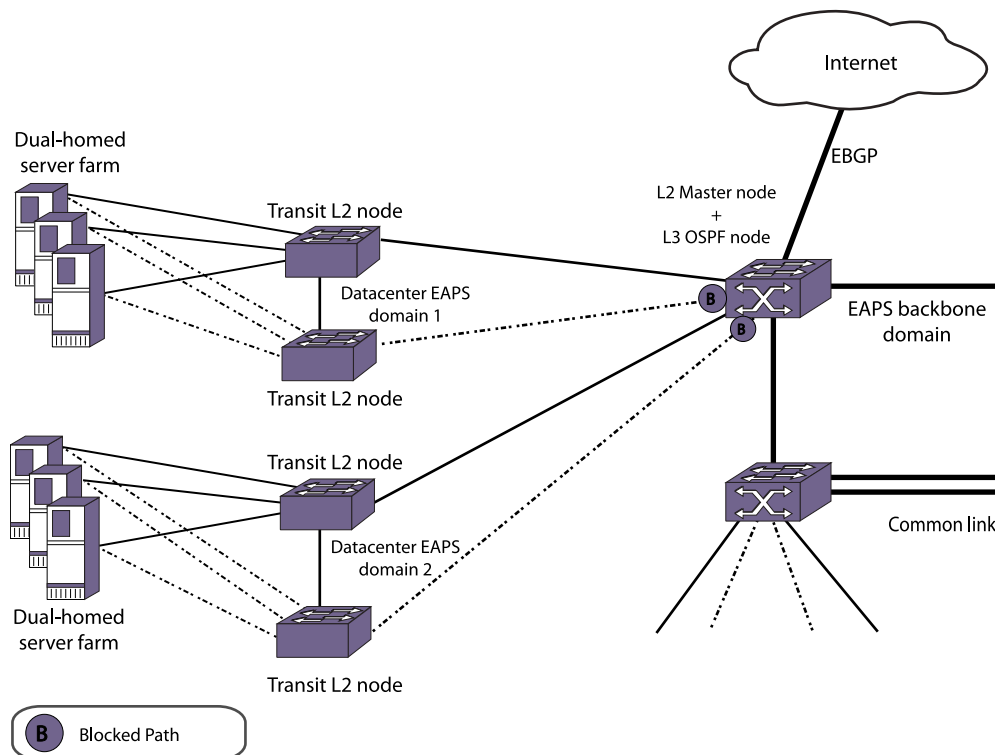 Internet
EBGP
Dual-homed
server farm
L2 Master node
+
L3 OSPF node
Transit L2 node
Datacenter EAPS
domain 1
B
B
EAPS backbone
domain
Transit L2 node
Transit L2 node
Common link
Datacenter EAPS
domain 2
Dual-homed
server farm
Transit L2 node
B Blocked Path